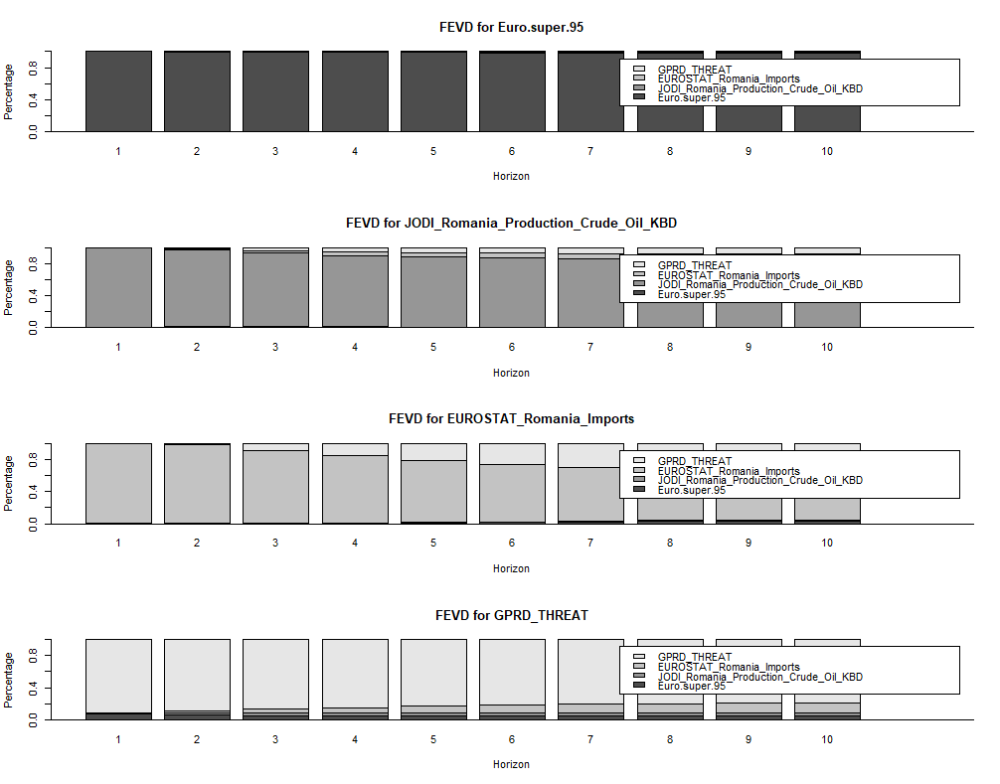 FEVD for Euro.super.95
Percentage
0.0 0.4 0.8
GPRD_THREAT
EUROSTAT_Romania_Imports
JODI_Romania_Production_Crude_Oil_KBD
Euro.super.95
1 2 3 4 5 6 7 8 9 10
Horizon
FEVD for JODI_Romania_Production_Crude_Oil_KBD
Percentage
0.0 0.4 0.8
GPRD_THREAT
EUROSTAT_Romania_Imports
JODI_Romania_Production_Crude_Oil_KBD
Euro.super.95
1 2 3 4 5 6 7 8 9 10
Horizon
FEVD for EUROSTAT_Romania_Imports
Percentage
0.0 0.4 0.8
GPRD_THREAT
EUROSTAT_Romania_Imports
JODI_Romania_Production_Crude_Oil_KBD
Euro.super.95
1 2 3 4 5 6 7 8 9 10
Horizon
FEVD for GPRD_THREAT
Percentage
0.0 0.4 0.8
GPRD_THREAT
EUROSTAT_Romania_Imports
JODI_Romania_Production_Crude_Oil_KBD
Euro.super.95
1 2 3 4 5 6 7 8 9 10
Horizon